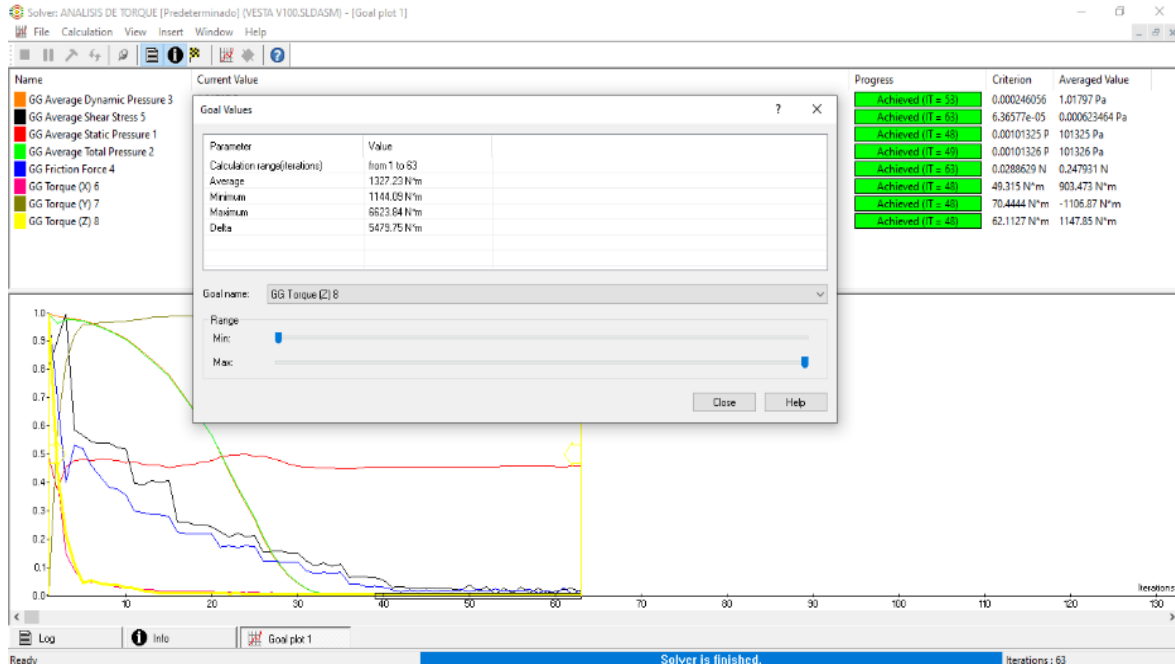 Solver: ANALISIS DE TORQUE [Predeterminado] (VESTA V100.SLDASM) - [Goal plot 1]
File Calculation View Insert Window Help
Name Current Value Progress Criterion Averaged Value
GG Average Dynamic Pressure 3 Achieved (IT = 53) 0.000246056 1.01797 Pa
GG Average Shear Stress 5 Achieved (IT = 63) 6.36577e-05 0.000623464 Pa
GG Average Static Pressure 1 Achieved (IT = 48) 0.00101325 P 101325 Pa
GG Average Total Pressure 2 Achieved (IT = 49) 0.00101326 P 101326 Pa
GG Friction Force 4 Achieved (IT = 63) 0.0288629 N 0.247931 N
GG Torque (X) 6 Achieved (IT = 48) 49.315 N*m 903.473 N*m
GG Torque (Y) 7 Achieved (IT = 48) 70.4444 N*m -1106.87 N*m
GG Torque (Z) 8 Achieved (IT = 48) 62.1127 N*m 1147.85 N*m
Goal Values ?
Parameter Value
Calculation range(iterations) from 1 to 63
Average 1327.23 N*m
Minimum 1144.09 N*m
Maximum 6623.84 N*m
Delta 5479.75 N*m
Goal name: GG Torque (Z) 8
Range
Min:
Max:
Close Help
1.0
0.9
0.8
0.7
0.6
0.5
0.4
0.3
0.2
0.1
0.0
Iterations
10 20 30 40 50 60 70 80 90 100 110 120 130
Log Info Goal plot 1
Ready Solver is finished. Iterations : 63